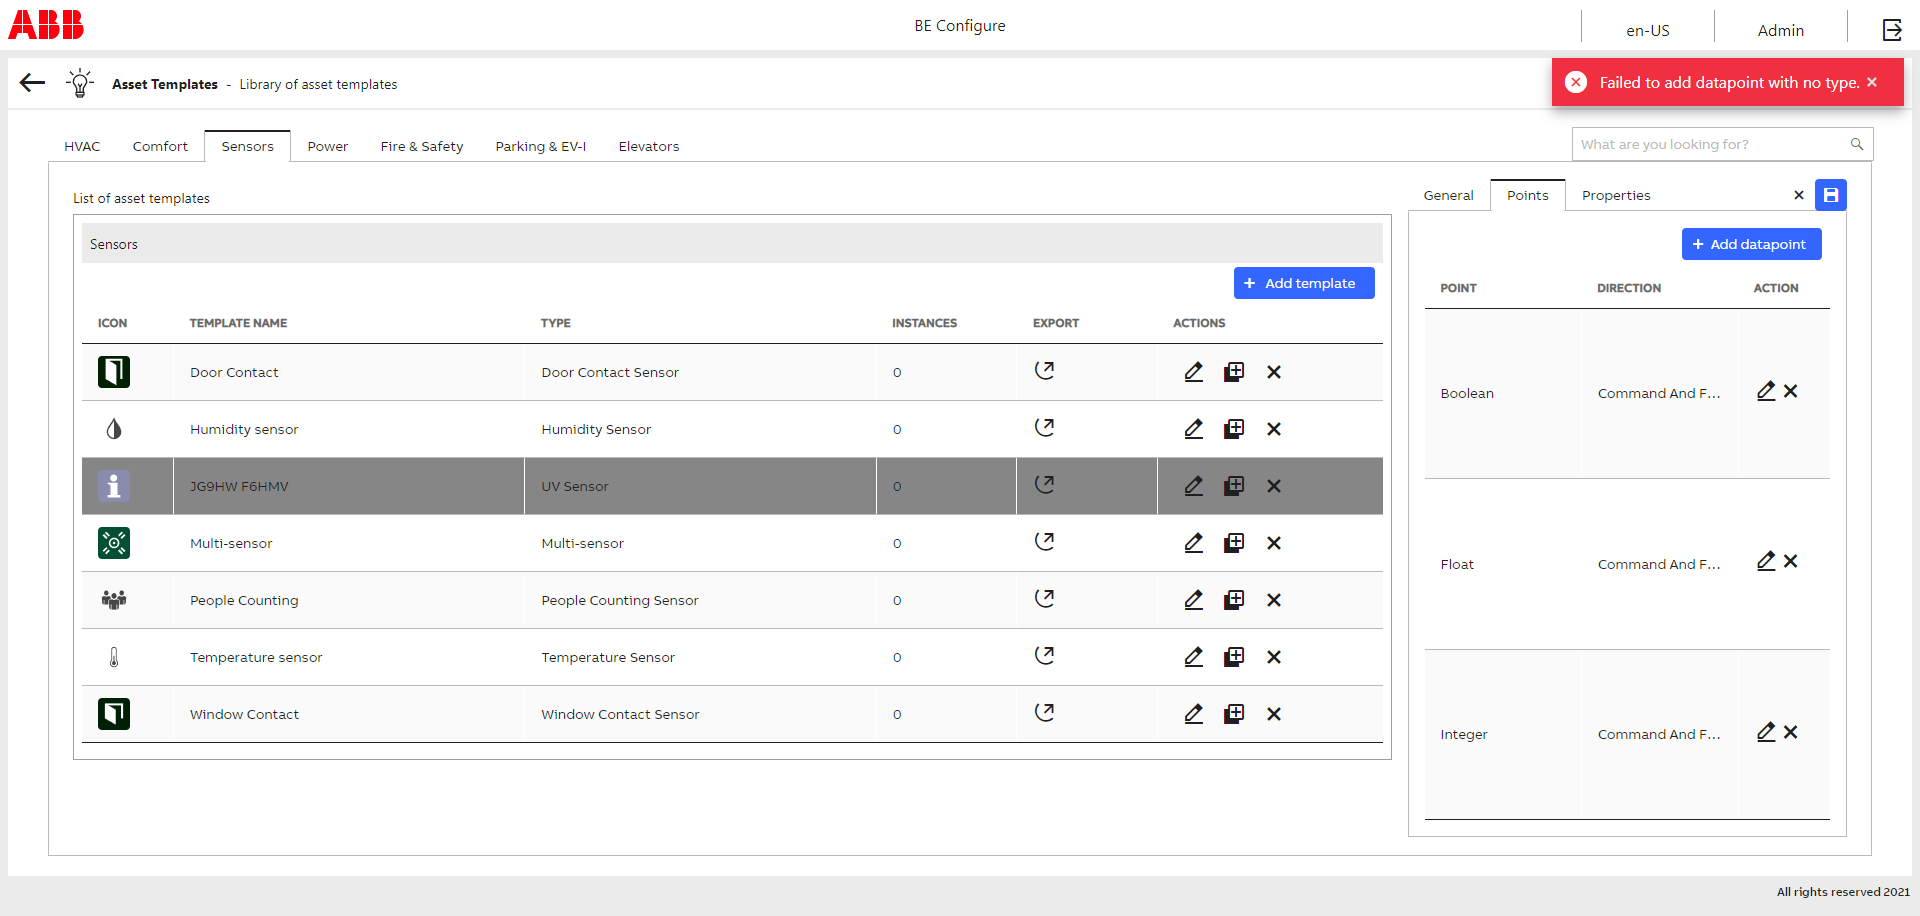 ABB
BE Configure
en-US
Admin
Asset Templates - Library of asset templates
Failed to add datapoint with no type.
HVAC Comfort Sensors Power Fire & Safety Parking & EV-I Elevators
What are you looking for?
List of asset templates
Sensors
Add template
ICON TEMPLATE NAME TYPE INSTANCES EXPORT ACTIONS
Door Contact Door Contact Sensor 0
Humidity sensor Humidity Sensor 0
JG9HW F6HMV UV Sensor 0
Multi-sensor Multi-sensor 0
People Counting People Counting Sensor 0
Temperature sensor Temperature Sensor 0
Window Contact Window Contact Sensor 0
General Points Properties
+ Add datapoint
POINT DIRECTION ACTION
Boolean Command And F...
Float Command And F...
Integer Command And F...
All rights reserved 2021